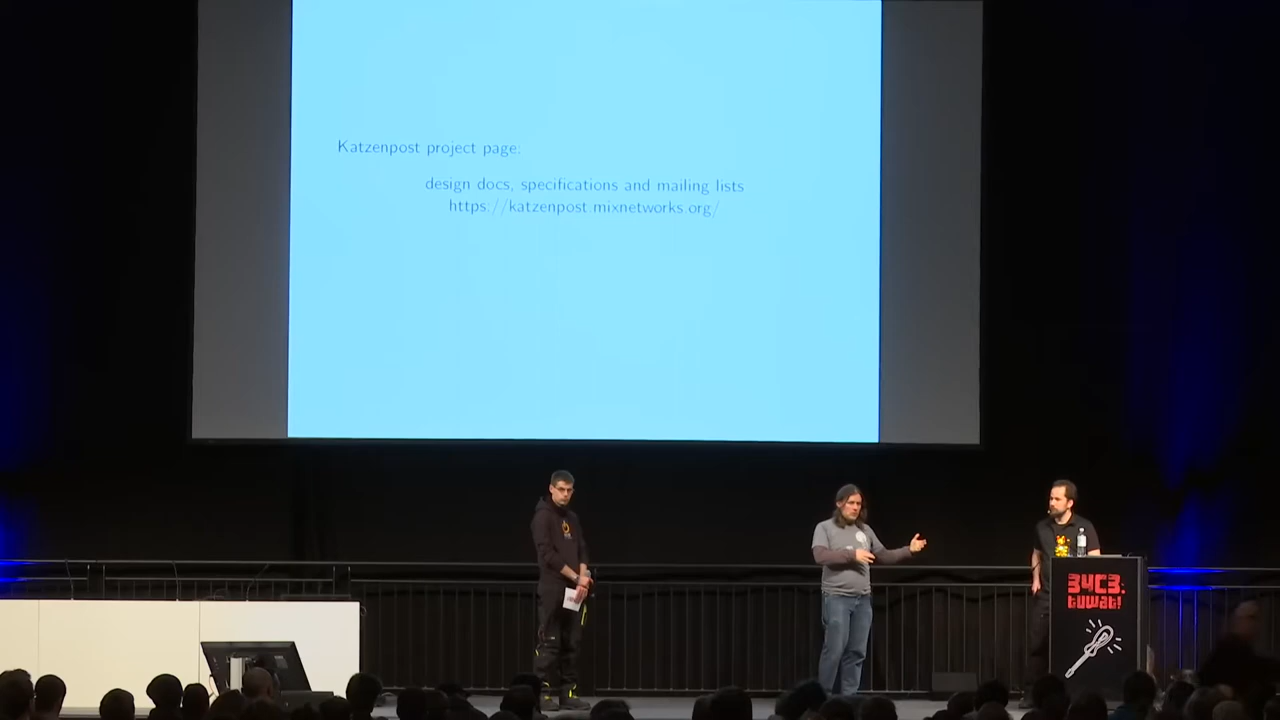 Katzenpost project page:
design docs, specifications and mailing lists
https://katzenpost.mixnetworks.org/
34C3:
tuwat!